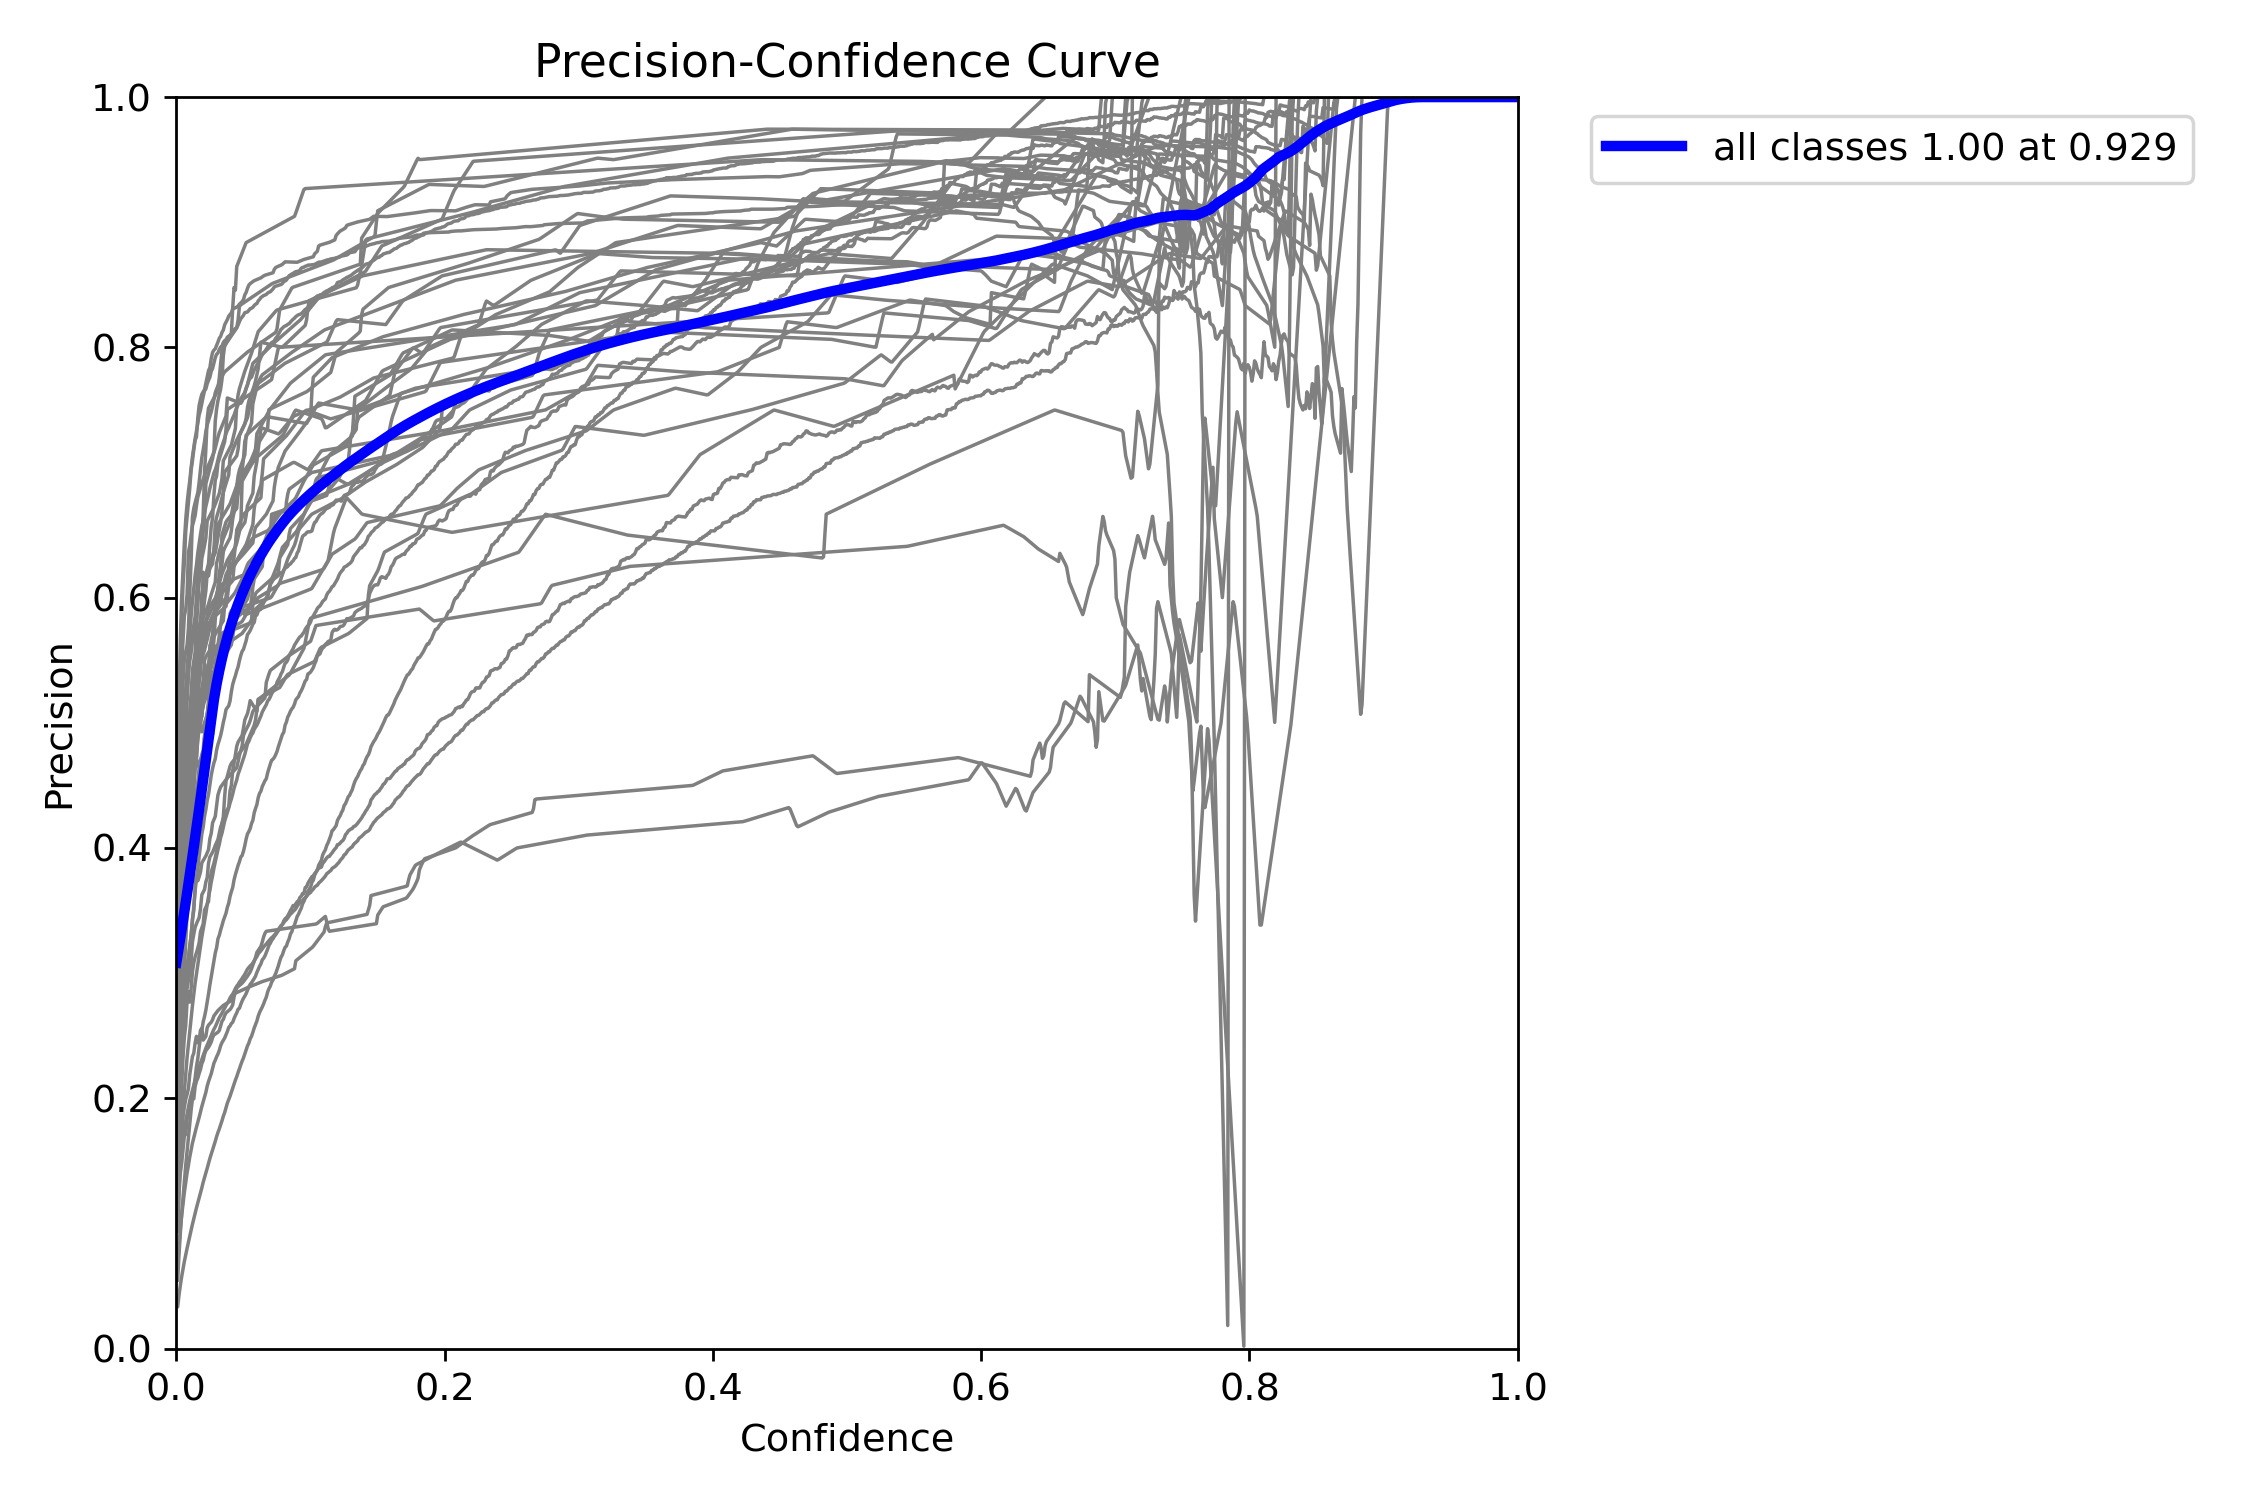 Precision-Confidence Curve
1.0
0.8
0.6
0.4
0.2
0.0
Precision
0.0 0.2 0.4 0.6 0.8 1.0
Confidence
all classes 1.00 at 0.929